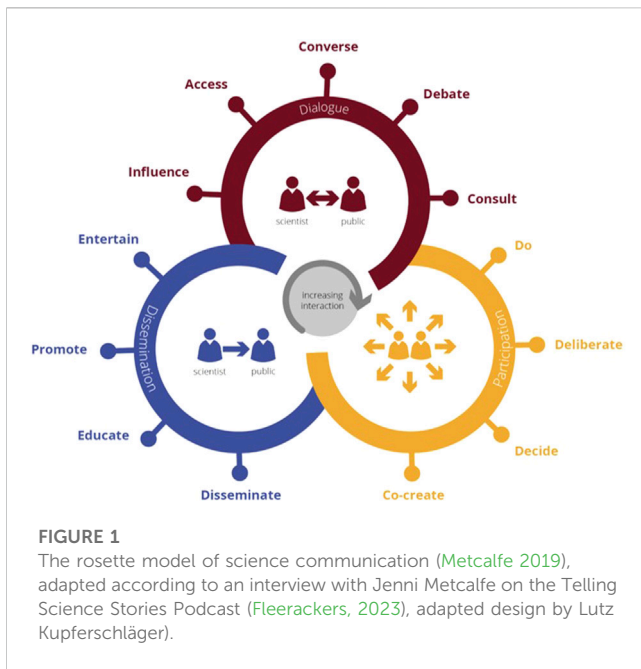 Converse
Access
Debate
Dialogue
Influence
Consult
scientist
public
Entertain
Do
Increasing
interaction
Dissemination
Participation
Promote
Deliberate
scientist
public
Educate
Decide
Disseminate
Co-create
FIGURE 1
The rosette model of science communication (Metcalfe 2019),
adapted according to an interview with Jenni Metcalfe on the Telling
Science Stories Podcast (Fleerackers, 2023), adapted design by Lutz
Kupferschläger).